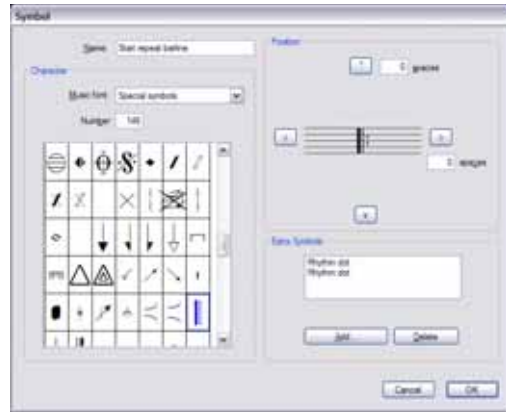 Symbol
Name: Start repeat barline
Character
Music font: Special symbols
Number: 149
Position
0 spaces
0 spaces
Extra Symbols
Rhythm dot
Rhythm dot
Add...
Delete
Cancel
OK